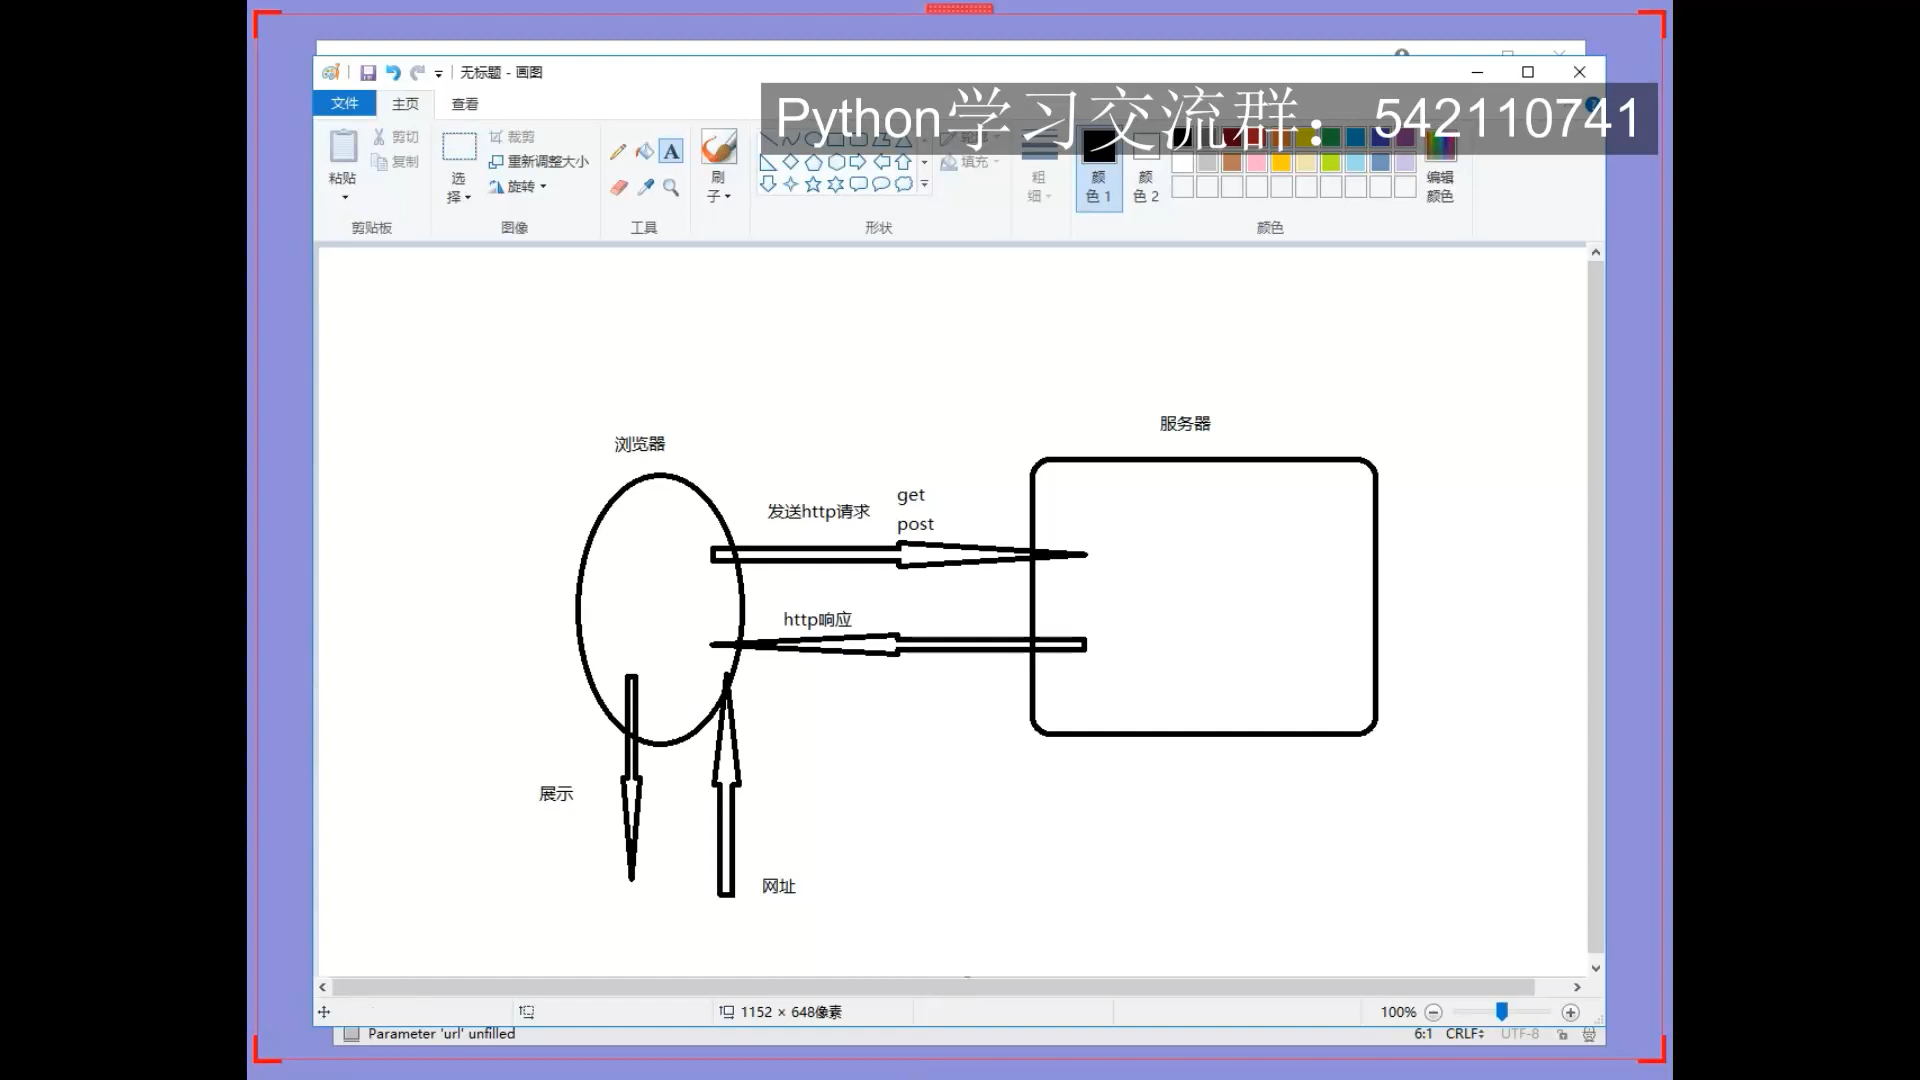 无标题 - 画图
Python学习交流群：542110741
文件 主页 查看
剪切
复制
粘贴
剪贴板
裁剪
重新调整大小
旋转
选
择
图像
A
工具
刷
子
轮廓
填充
形状
粗
细
颜
色 1
颜
色 2
编辑
颜色
颜色
服务器
浏览器
get
发送http请求
post
http响应
展示
网址
1152 × 648像素
100%
Parameter 'url' unfilled
6:1 CRLF UTF-8